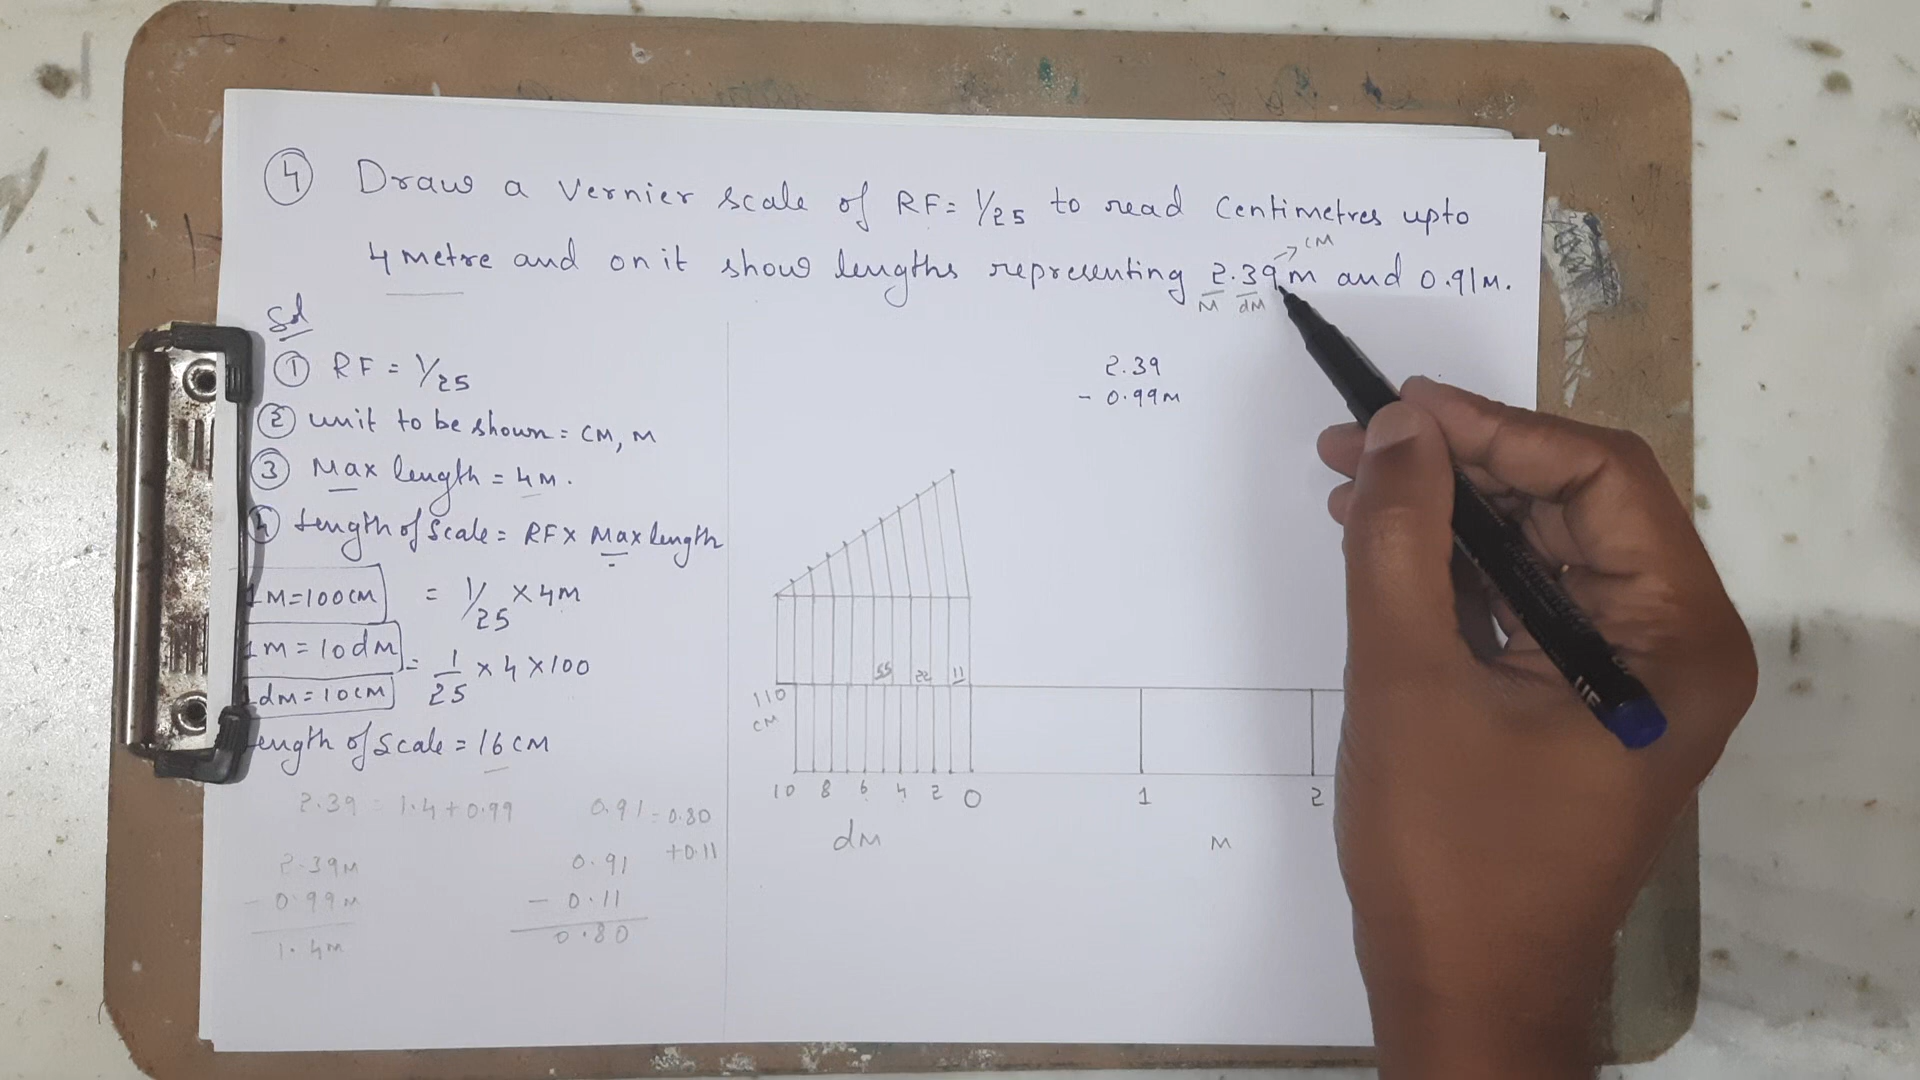 ④ Draw a Vernier scale of RF= 1/25 to read Centimetres upto
4 metre and on it show lengths representing 2.39m and 0.91M.
→ CM
M dM
Sol
① RF = 1/25
② unit to be shown = CM, M
③ Max length = 4M.
④ Length of Scale = RF × Max length
1M=100CM = 1/25 × 4M
1M = 10dM = 1/25 × 4 × 100
1dM = 10CM
Length of Scale = 16 CM
2.39 = 1.4 + 0.99
2.39M
- 0.99M
1.4M
0.91 = 0.80
+0.11
0.91
- 0.11
0.80
2.39
- 0.99M
55 22 11
110
CM
10 8 6 4 2 0 1 2
dM M